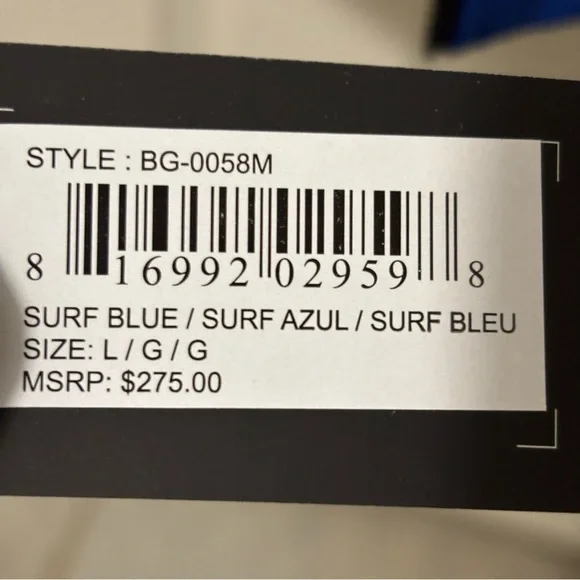 STYLE : BG-0058M
8 16992 02959 8
SURF BLUE / SURF AZUL / SURF BLEU
SIZE: L / G / G
MSRP: $275.00